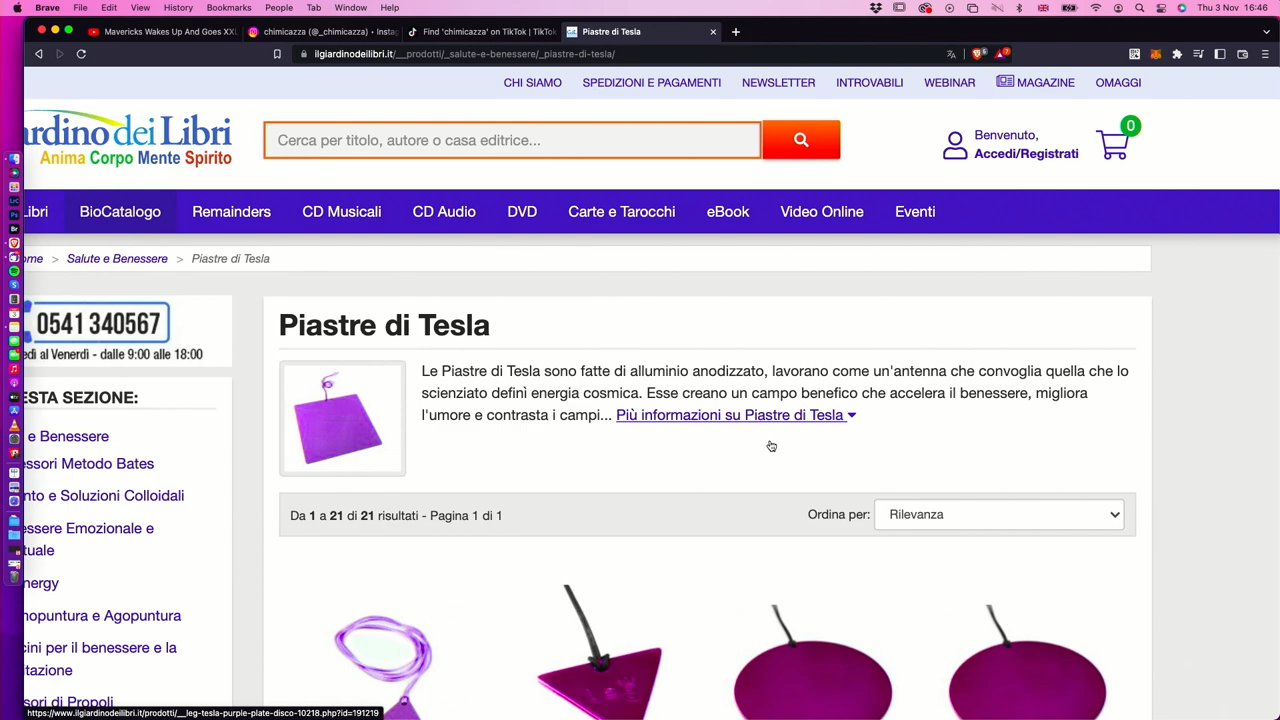 Brave Browser File Edit View History Bookmarks People Tab Window Help Thu 3 Nov 16:46
Mavericks Wakes Up And Goes XXL chimicazza (@_chimicazza) • Insta Find 'chimicazza' on TikTok | TikTok Piastre di Tesla
ilgiardinodeilibri.it/__prodotti/_salute-e-benessere/_piastre-di-tesla/
CHI SIAMO SPEDIZIONI E PAGAMENTI NEWSLETTER INTROVABILI WEBINAR MAGAZINE OMAGGI
ardino dei Libri
Anima Corpo Mente Spirito
Cerca per titolo, autore o casa editrice...
Benvenuto,
Accedi/Registrati
0
Libri BioCatalogo Remainders CD Musicali CD Audio DVD Carte e Tarocchi eBook Video Online Eventi
ome > Salute e Benessere > Piastre di Tesla
0541 340567
edì al Venerdì - dalle 9:00 alle 18:00
ESTA SEZIONE:
e Benessere
essori Metodo Bates
nto e Soluzioni Colloidali
essere Emozionale e
tuale
nergy
nopuntura e Agopuntura
cini per il benessere e la
tazione
sori di Propoli
Piastre di Tesla
Le Piastre di Tesla sono fatte di alluminio anodizzato, lavorano come un'antenna che convoglia quella che lo
scienziato definì energia cosmica. Esse creano un campo benefico che accelera il benessere, migliora
l'umore e contrasta i campi... Più informazioni su Piastre di Tesla
Da 1 a 21 di 21 risultati - Pagina 1 di 1
Ordina per: Rilevanza
https://www.ilgiardinodeilibri.it/prodotti/__leg-tesla-purple-plate-disco-10218.php?id=191219